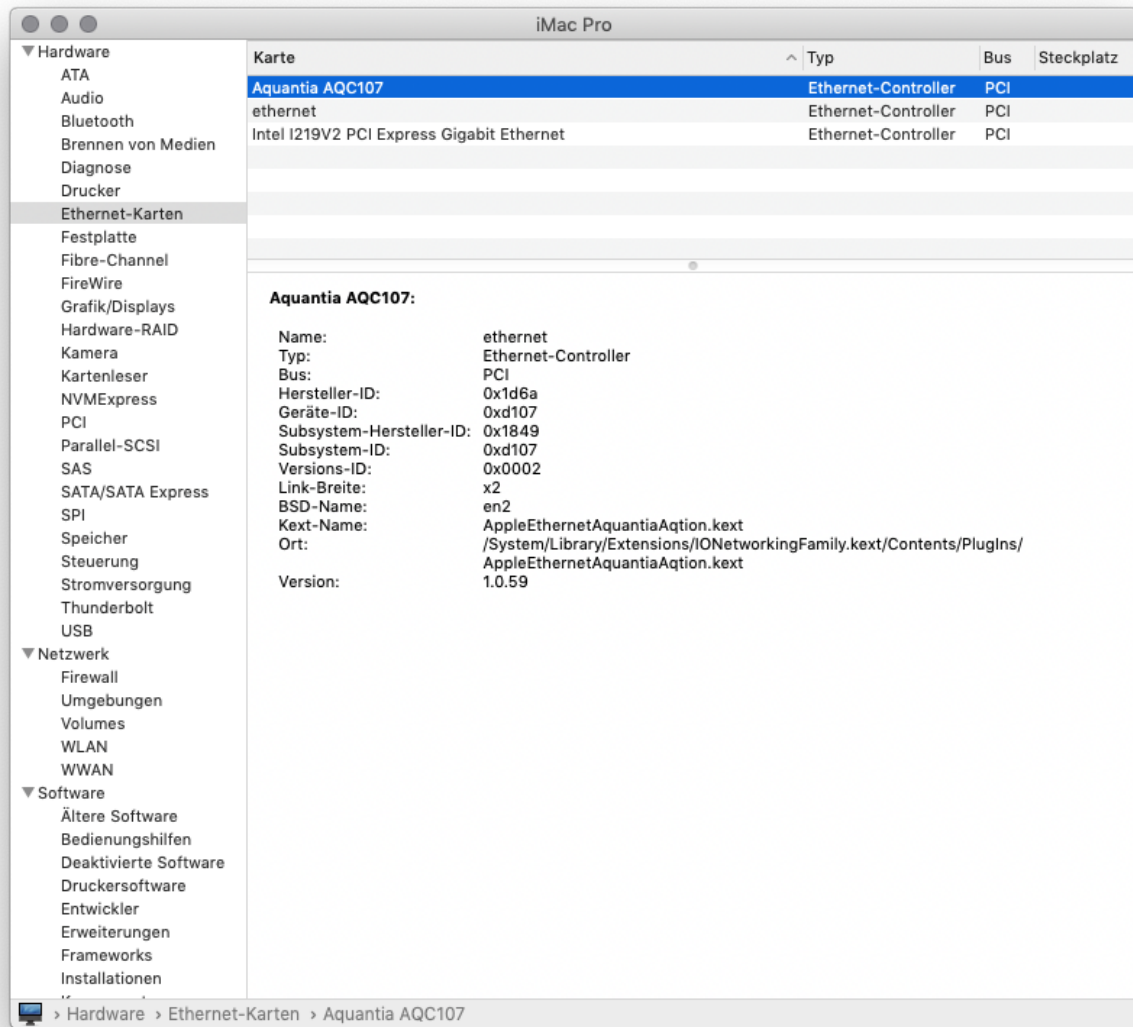 iMac Pro
Hardware
ATA
Audio
Bluetooth
Brennen von Medien
Diagnose
Drucker
Ethernet-Karten
Festplatte
Fibre-Channel
FireWire
Grafik/Displays
Hardware-RAID
Kamera
Kartenleser
NVMExpress
PCI
Parallel-SCSI
SAS
SATA/SATA Express
SPI
Speicher
Steuerung
Stromversorgung
Thunderbolt
USB
Netzwerk
Firewall
Umgebungen
Volumes
WLAN
WWAN
Software
Ältere Software
Bedienungshilfen
Deaktivierte Software
Druckersoftware
Entwickler
Erweiterungen
Frameworks
Installationen
Karte Typ Bus Steckplatz
Aquantia AQC107 Ethernet-Controller PCI
ethernet Ethernet-Controller PCI
Intel I219V2 PCI Express Gigabit Ethernet Ethernet-Controller PCI
Aquantia AQC107:
Name: ethernet
Typ: Ethernet-Controller
Bus: PCI
Hersteller-ID: 0x1d6a
Geräte-ID: 0xd107
Subsystem-Hersteller-ID: 0x1849
Subsystem-ID: 0xd107
Versions-ID: 0x0002
Link-Breite: x2
BSD-Name: en2
Kext-Name: AppleEthernetAquantiaAqtion.kext
Ort: /System/Library/Extensions/IONetworkingFamily.kext/Contents/PlugIns/
AppleEthernetAquantiaAqtion.kext
Version: 1.0.59
› Hardware › Ethernet-Karten › Aquantia AQC107